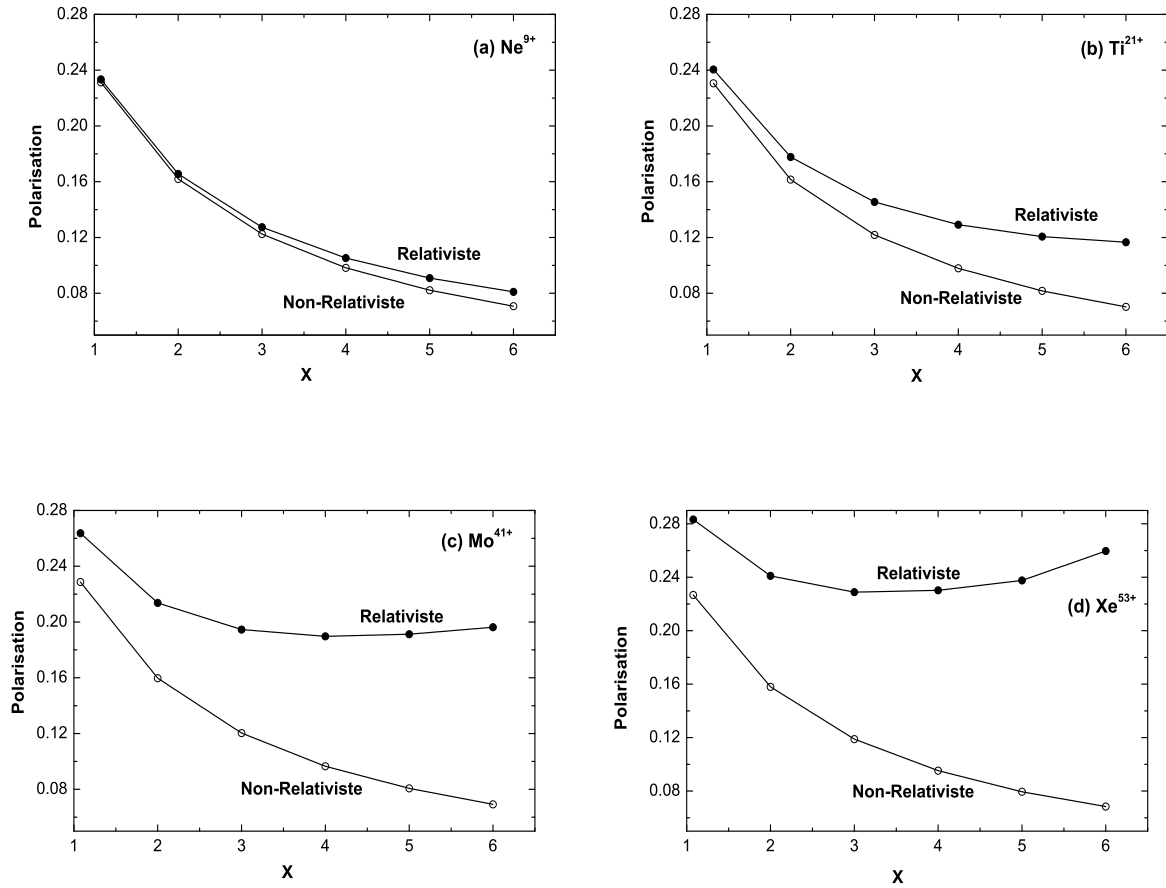 (a) Ne9+
Polarisation
0.28
0.24
0.20
0.16
0.12
0.08
Relativiste
Non-Relativiste
1 2 3 4 5 6
X
(b) Ti21+
Polarisation
0.28
0.24
0.20
0.16
0.12
0.08
Relativiste
Non-Relativiste
1 2 3 4 5 6
X
(c) Mo41+
Polarisation
0.28
0.24
0.20
0.16
0.12
0.08
Relativiste
Non-Relativiste
1 2 3 4 5 6
X
(d) Xe53+
Polarisation
0.28
0.24
0.20
0.16
0.12
0.08
Relativiste
Non-Relativiste
1 2 3 4 5 6
X